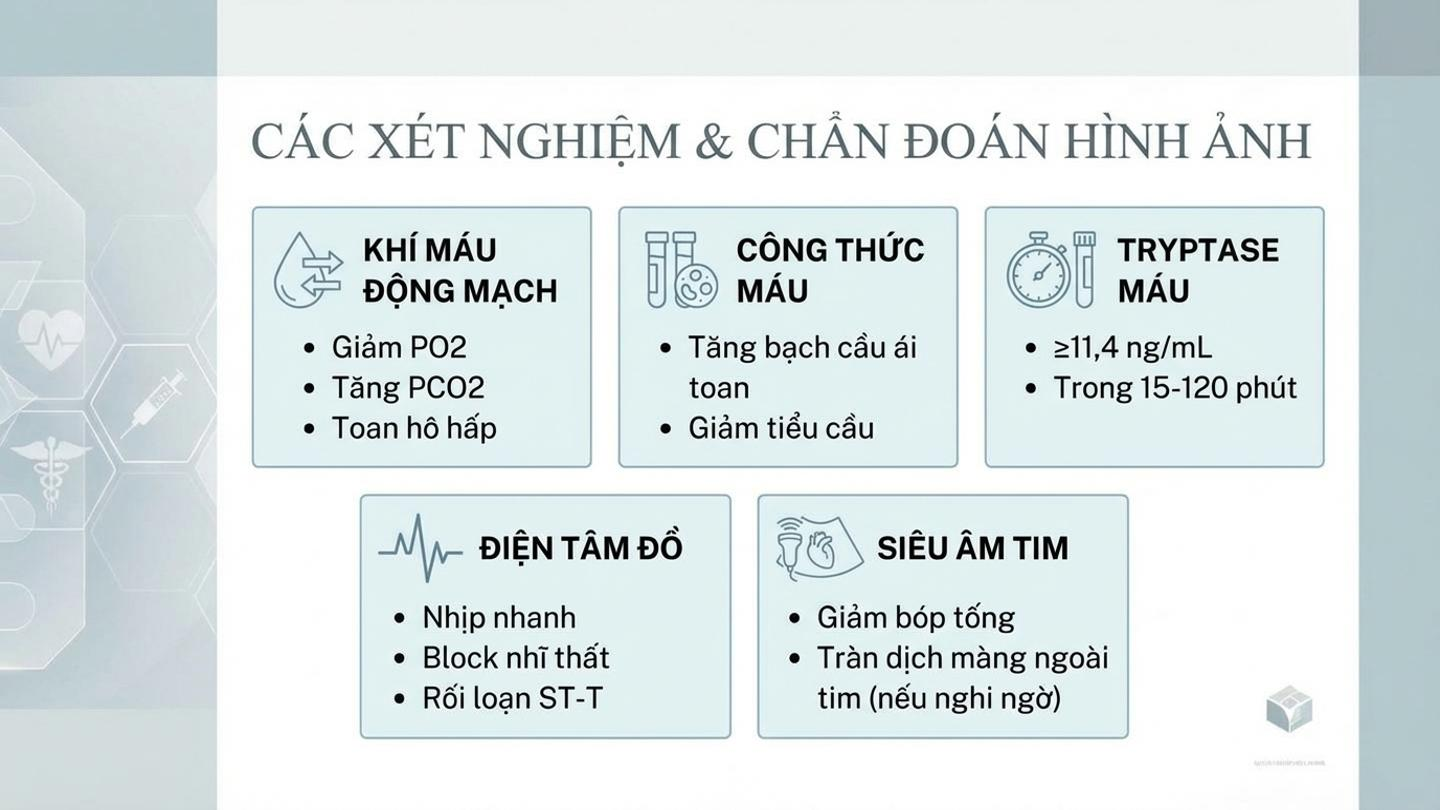 CÁC XÉT NGHIỆM & CHẨN ĐOÁN HÌNH ẢNH
KHÍ MÁU
ĐỘNG MẠCH
• Giảm PO2
• Tăng PCO2
• Toan hô hấp
CÔNG THỨC
MÁU
• Tăng bạch cầu ái
toan
• Giảm tiểu cầu
TRYPTASE
MÁU
• ≥11,4 ng/mL
• Trong 15-120 phút
ĐIỆN TÂM ĐỒ
• Nhịp nhanh
• Block nhĩ thất
• Rối loạn ST-T
SIÊU ÂM TIM
• Giảm bóp tống
• Tràn dịch màng ngoài
tim (nếu nghi ngờ)